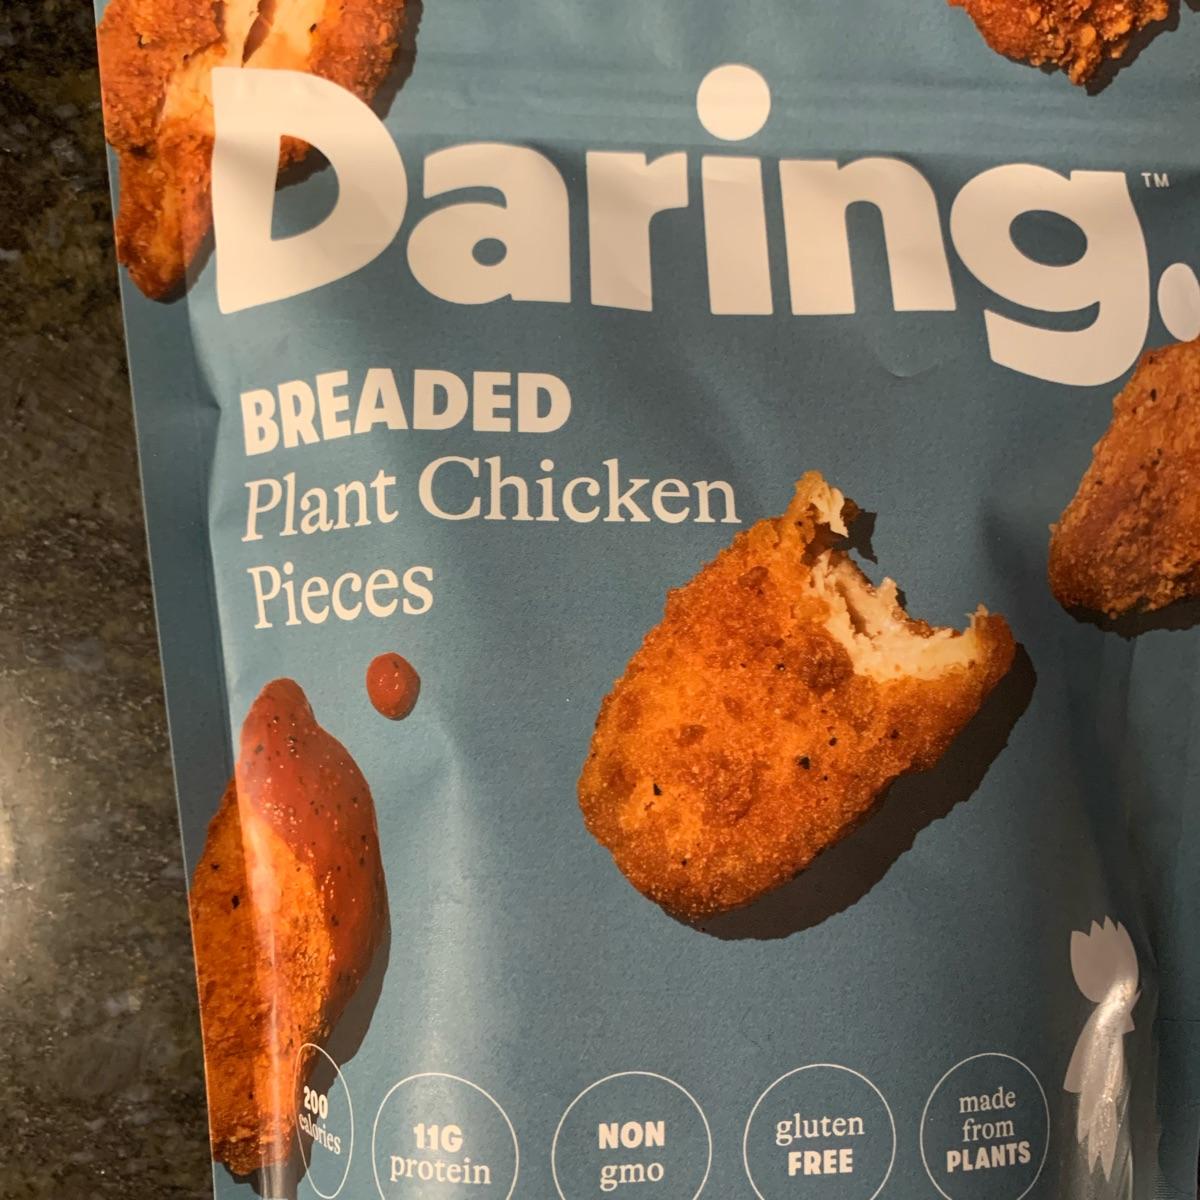 Daring.™
BREADED
Plant Chicken
Pieces
200
calories
11G
protein
NON
gmo
gluten
FREE
made
from
PLANTS